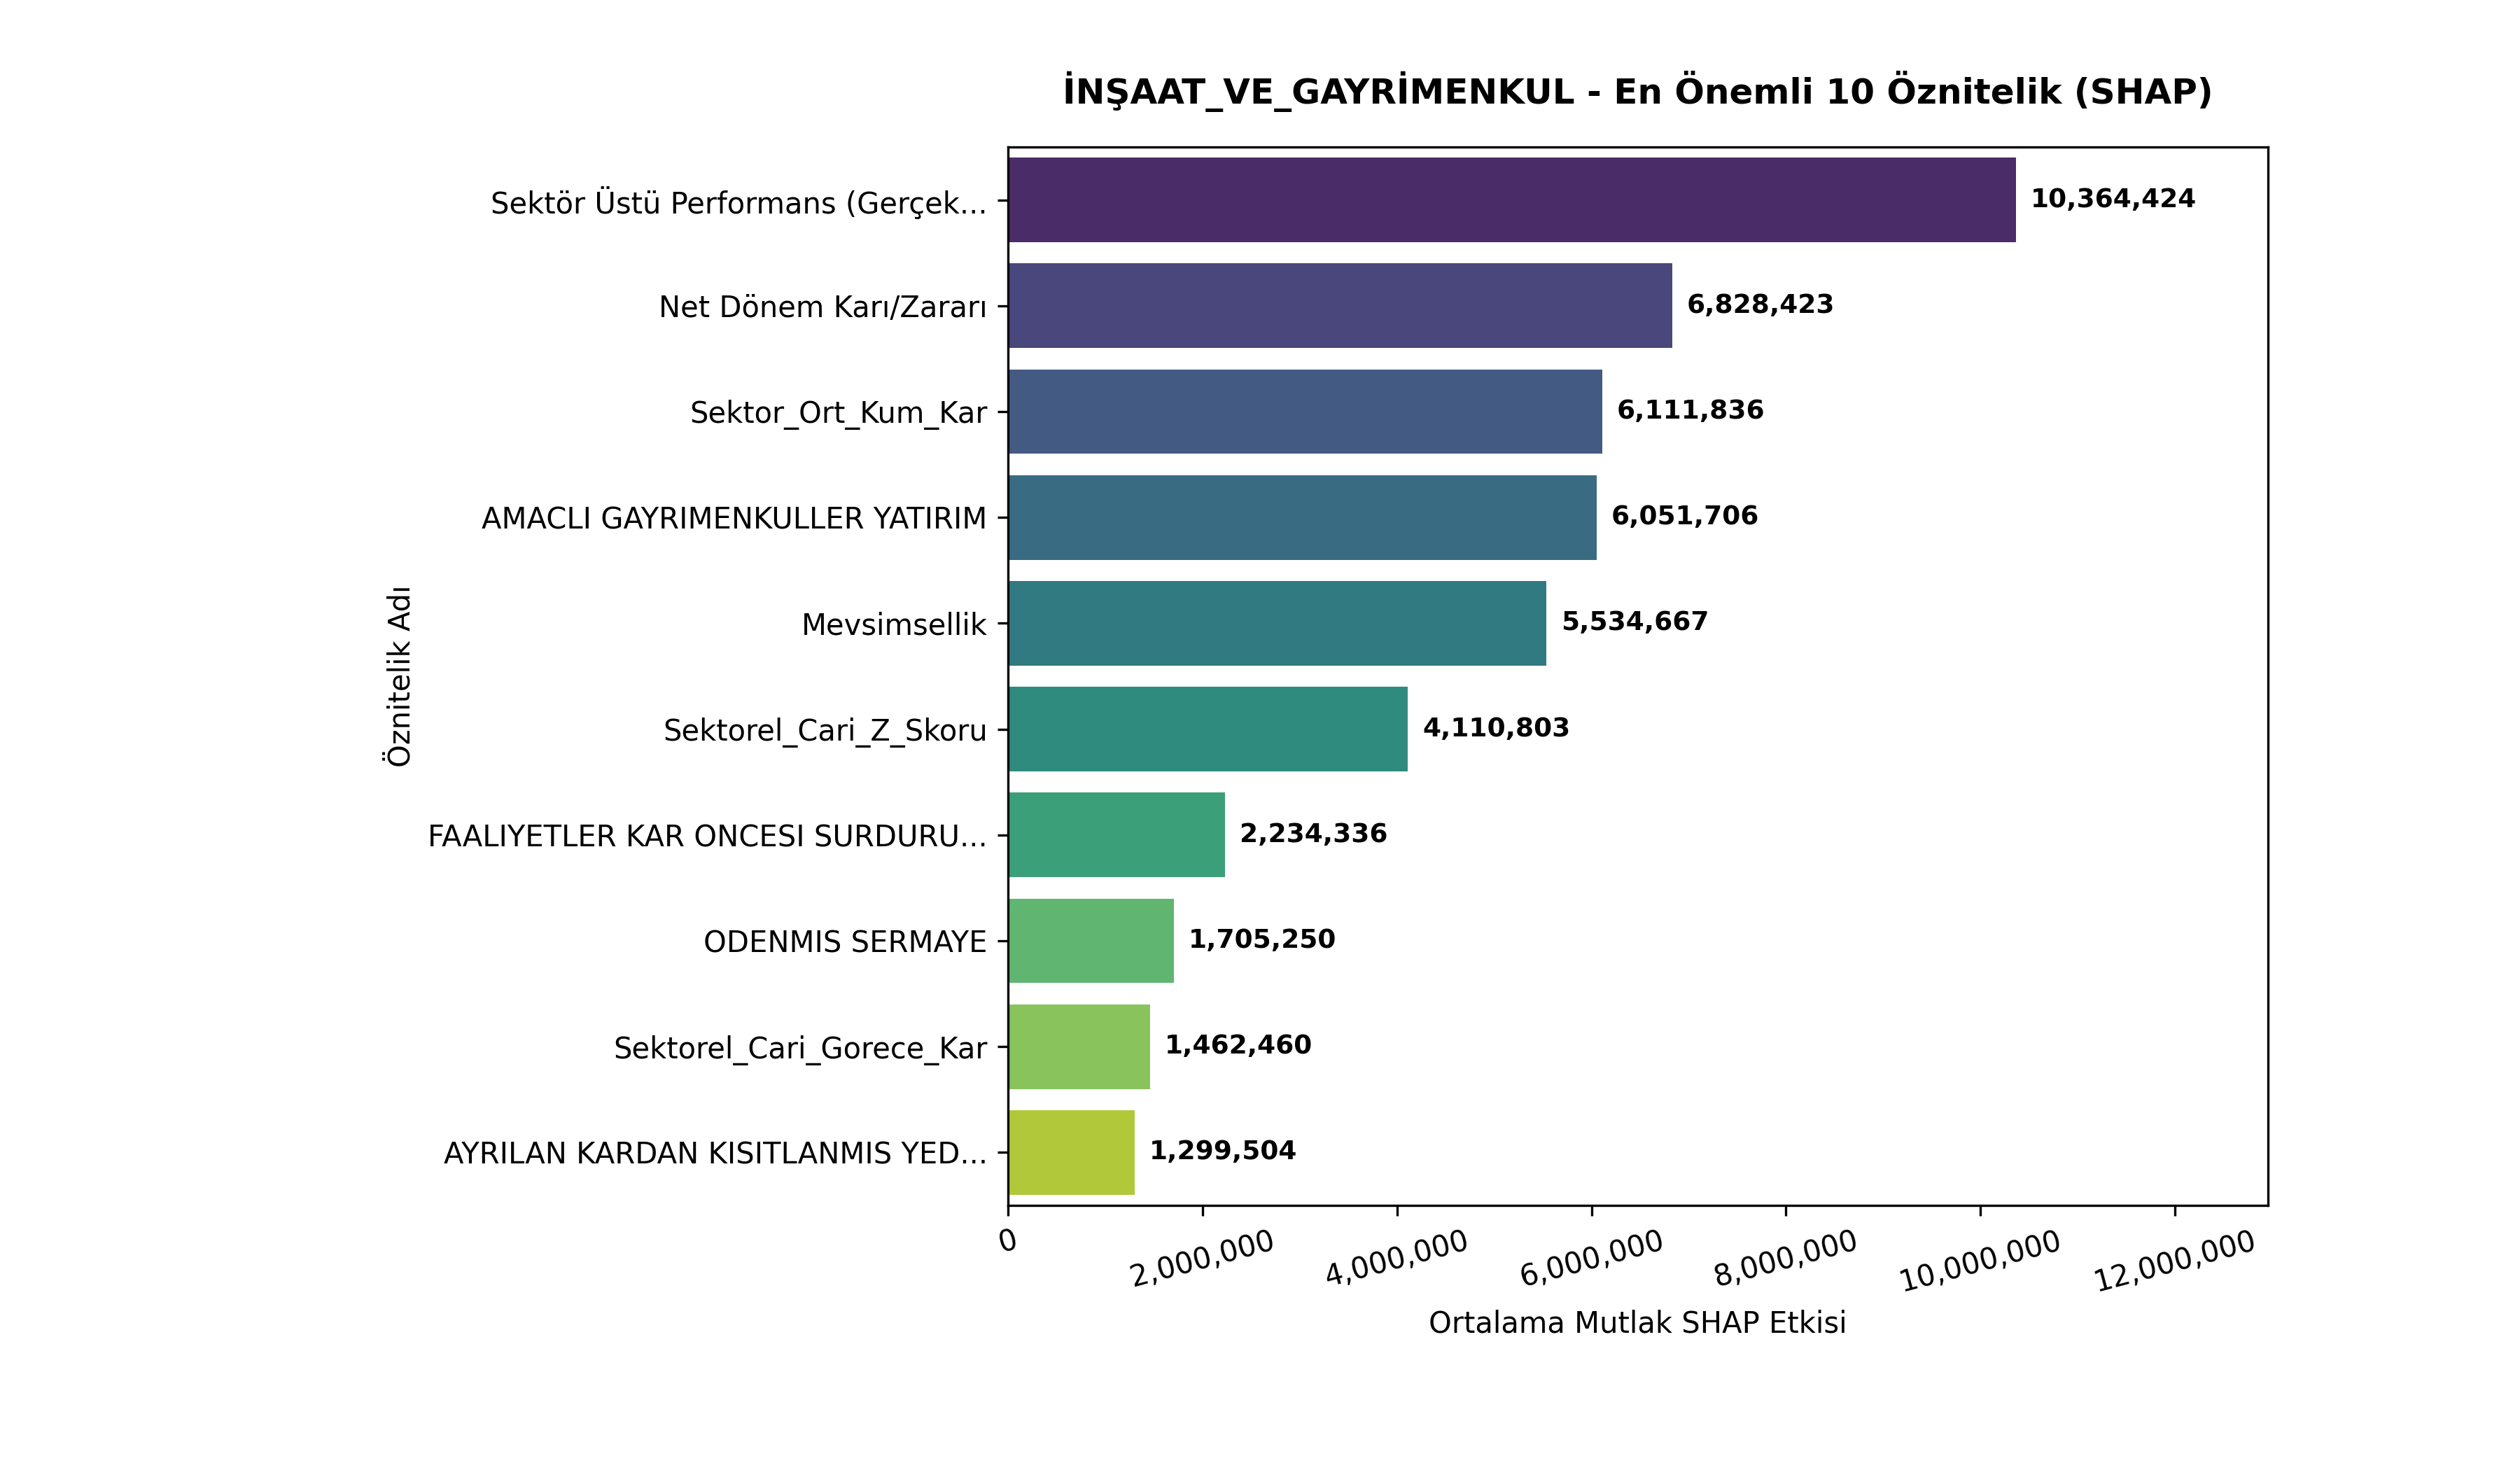 İNŞAAT_VE_GAYRİMENKUL - En Önemli 10 Öznitelik (SHAP)
Öznitelik Adı
Sektör Üstü Performans (Gerçek... 10,364,424
Net Dönem Karı/Zararı 6,828,423
Sektor_Ort_Kum_Kar 6,111,836
AMACLI GAYRIMENKULLER YATIRIM 6,051,706
Mevsimsellik 5,534,667
Sektorel_Cari_Z_Skoru 4,110,803
FAALIYETLER KAR ONCESI SURDURU... 2,234,336
ODENMIS SERMAYE 1,705,250
Sektorel_Cari_Gorece_Kar 1,462,460
AYRILAN KARDAN KISITLANMIS YED... 1,299,504
0 2,000,000 4,000,000 6,000,000 8,000,000 10,000,000 12,000,000
Ortalama Mutlak SHAP Etkisi